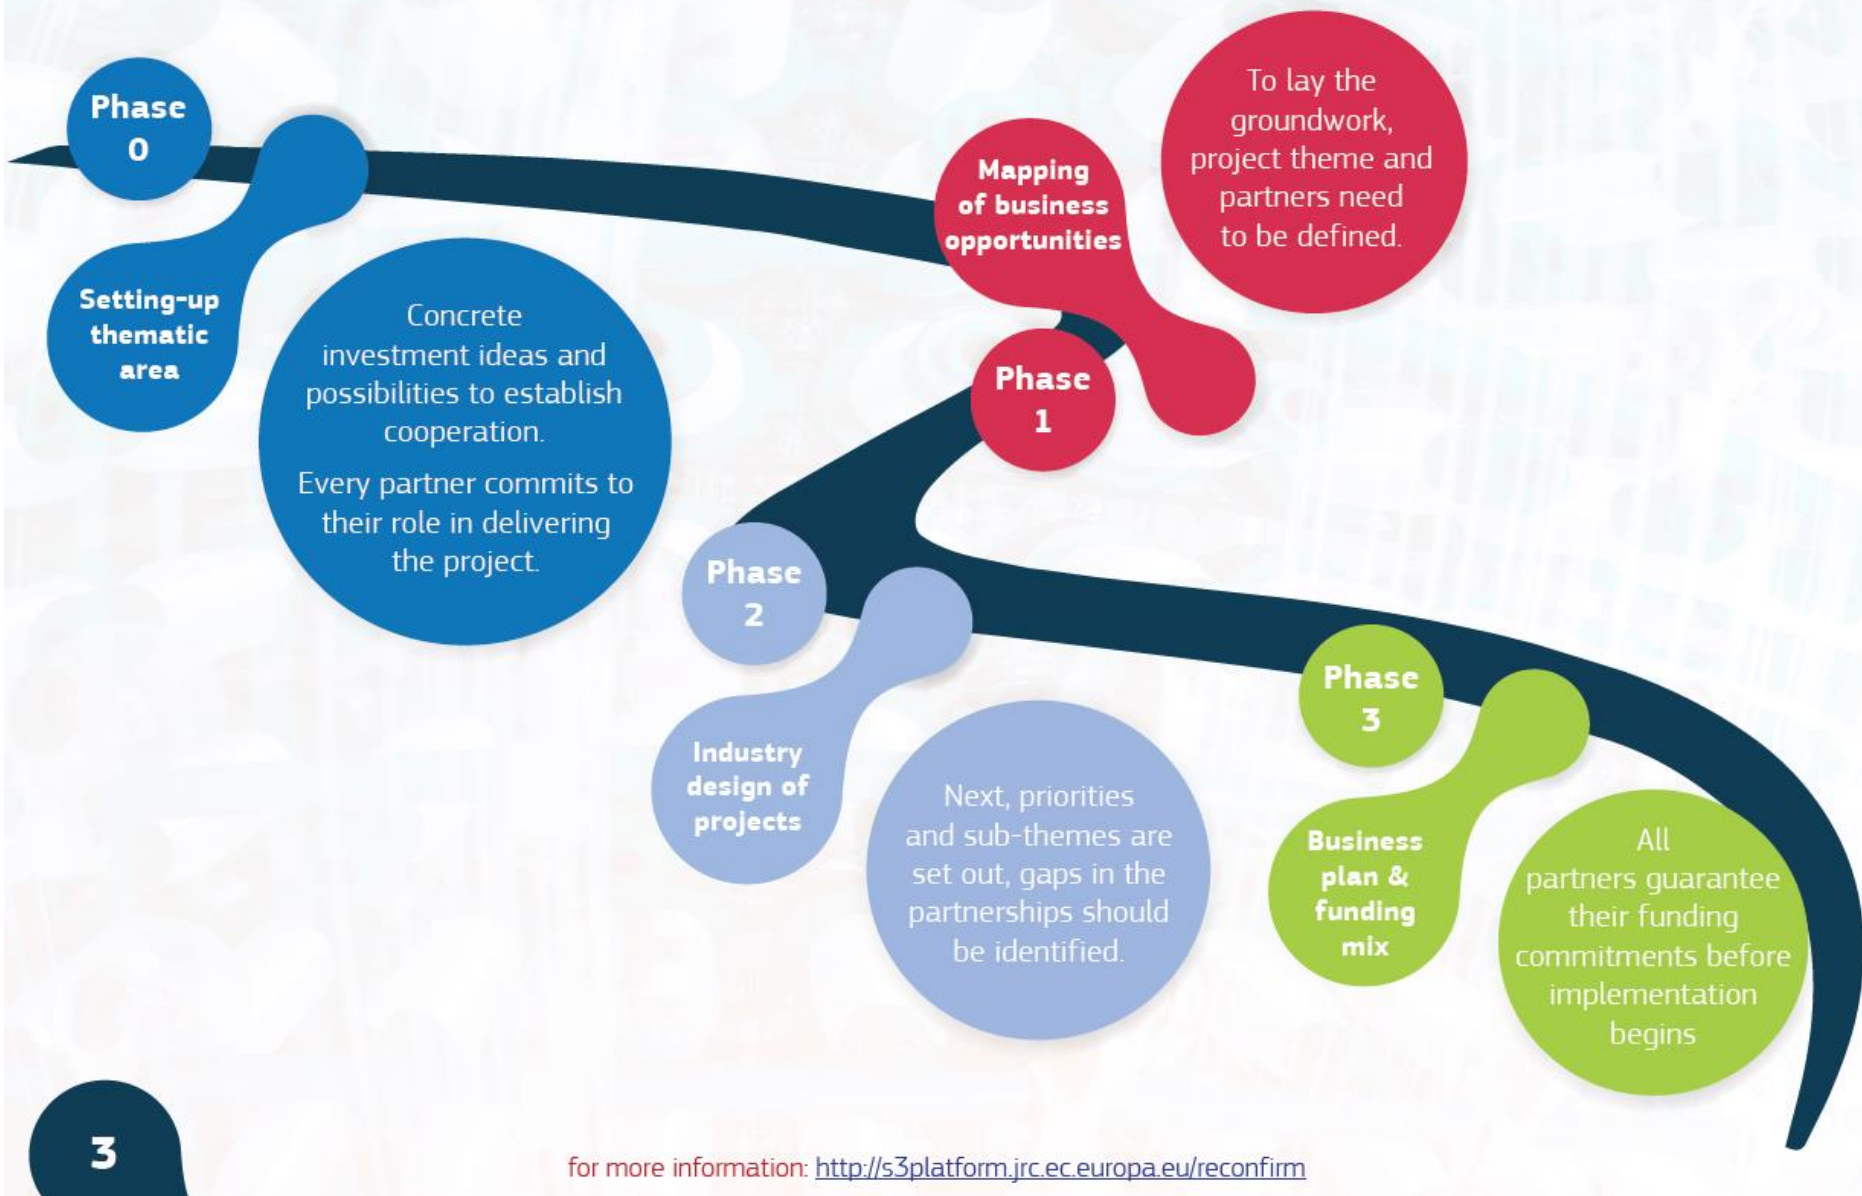 Phase
0
Setting-up
thematic
area
Concrete
investment ideas and
possibilities to establish
cooperation.
Every partner commits to
their role in delivering
the project.
Mapping
of business
opportunities
Phase
1
To lay the
groundwork,
project theme and
partners need
to be defined.
Phase
2
Industry
design of
projects
Next, priorities
and sub-themes are
set out, gaps in the
partnerships should
be identified.
Phase
3
Business
plan &
funding
mix
All
partners guarantee
their funding
commitments before
implementation
begins
3
for more information: http://s3platform.jrc.ec.europa.eu/reconfirm